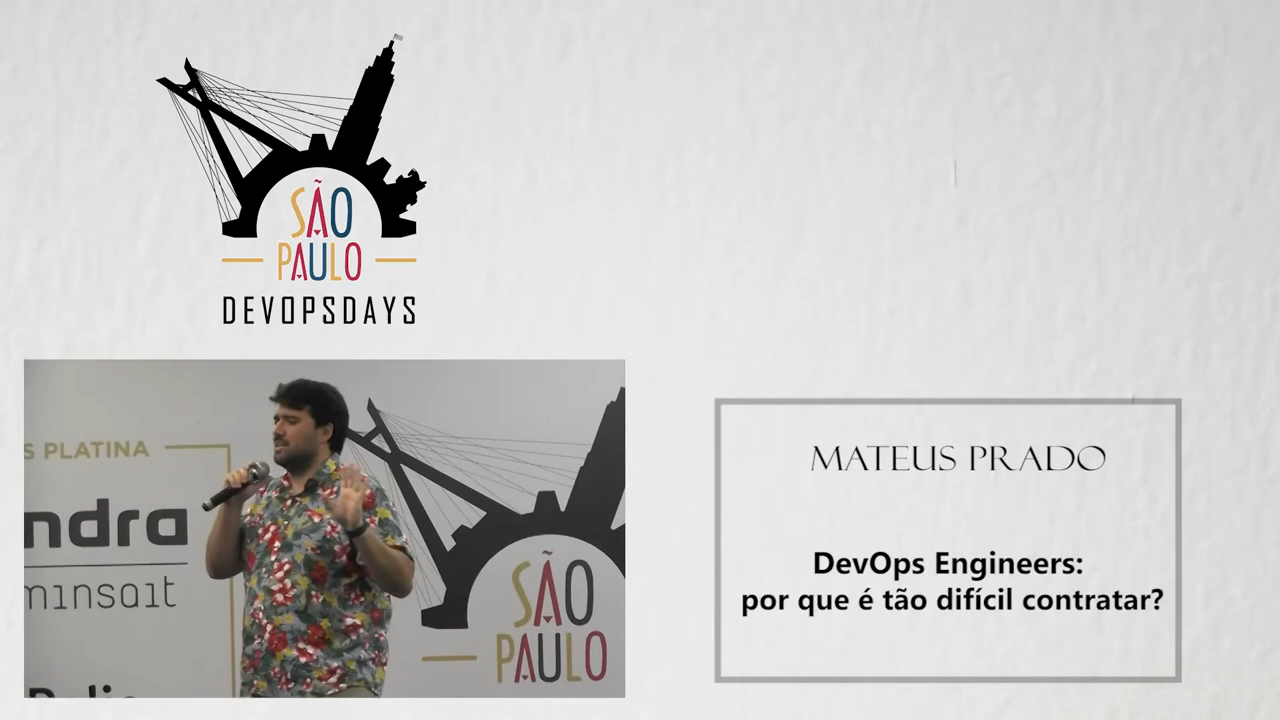 SÃO
PAULO
DEVOPSDAYS
S PLATINA
ndra
minsait
SÃO
PAULO
MATEUS PRADO
DevOps Engineers:
por que é tão difícil contratar?